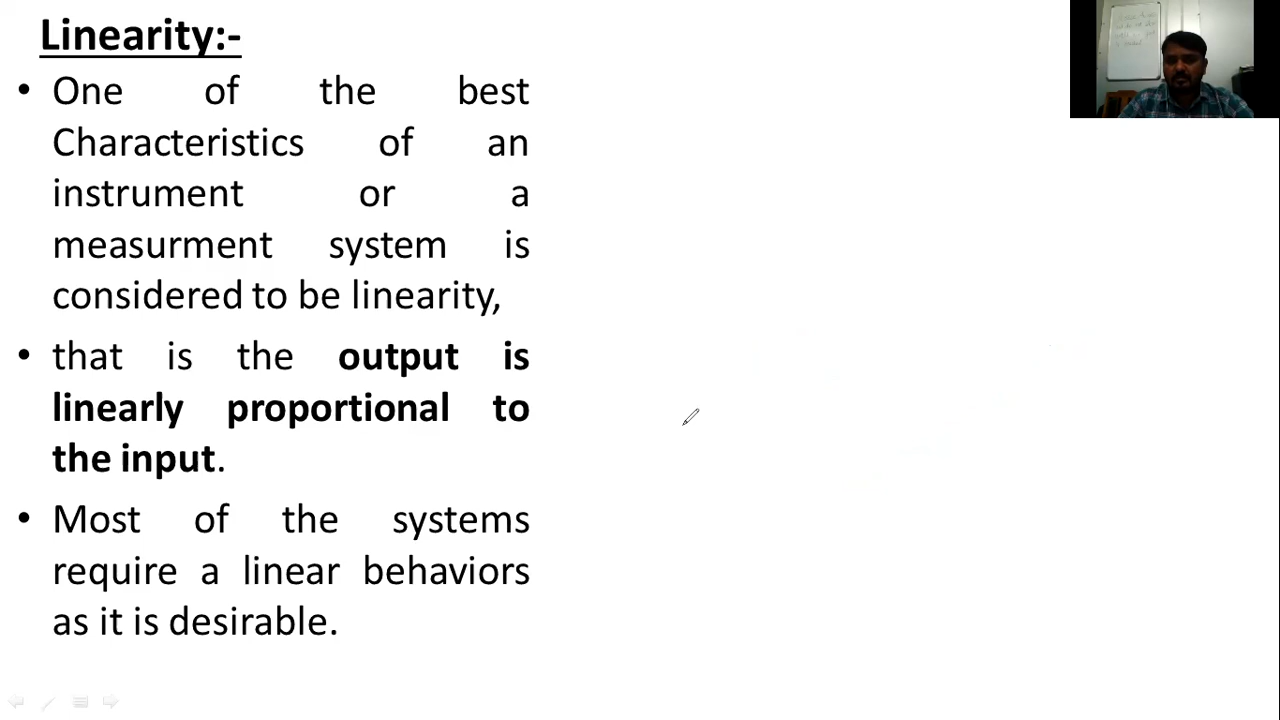 Linearity:-
• One of the best
Characteristics of an
instrument or a
measurment system is
considered to be linearity,
• that is the output is
linearly proportional to
the input.
• Most of the systems
require a linear behaviors
as it is desirable.